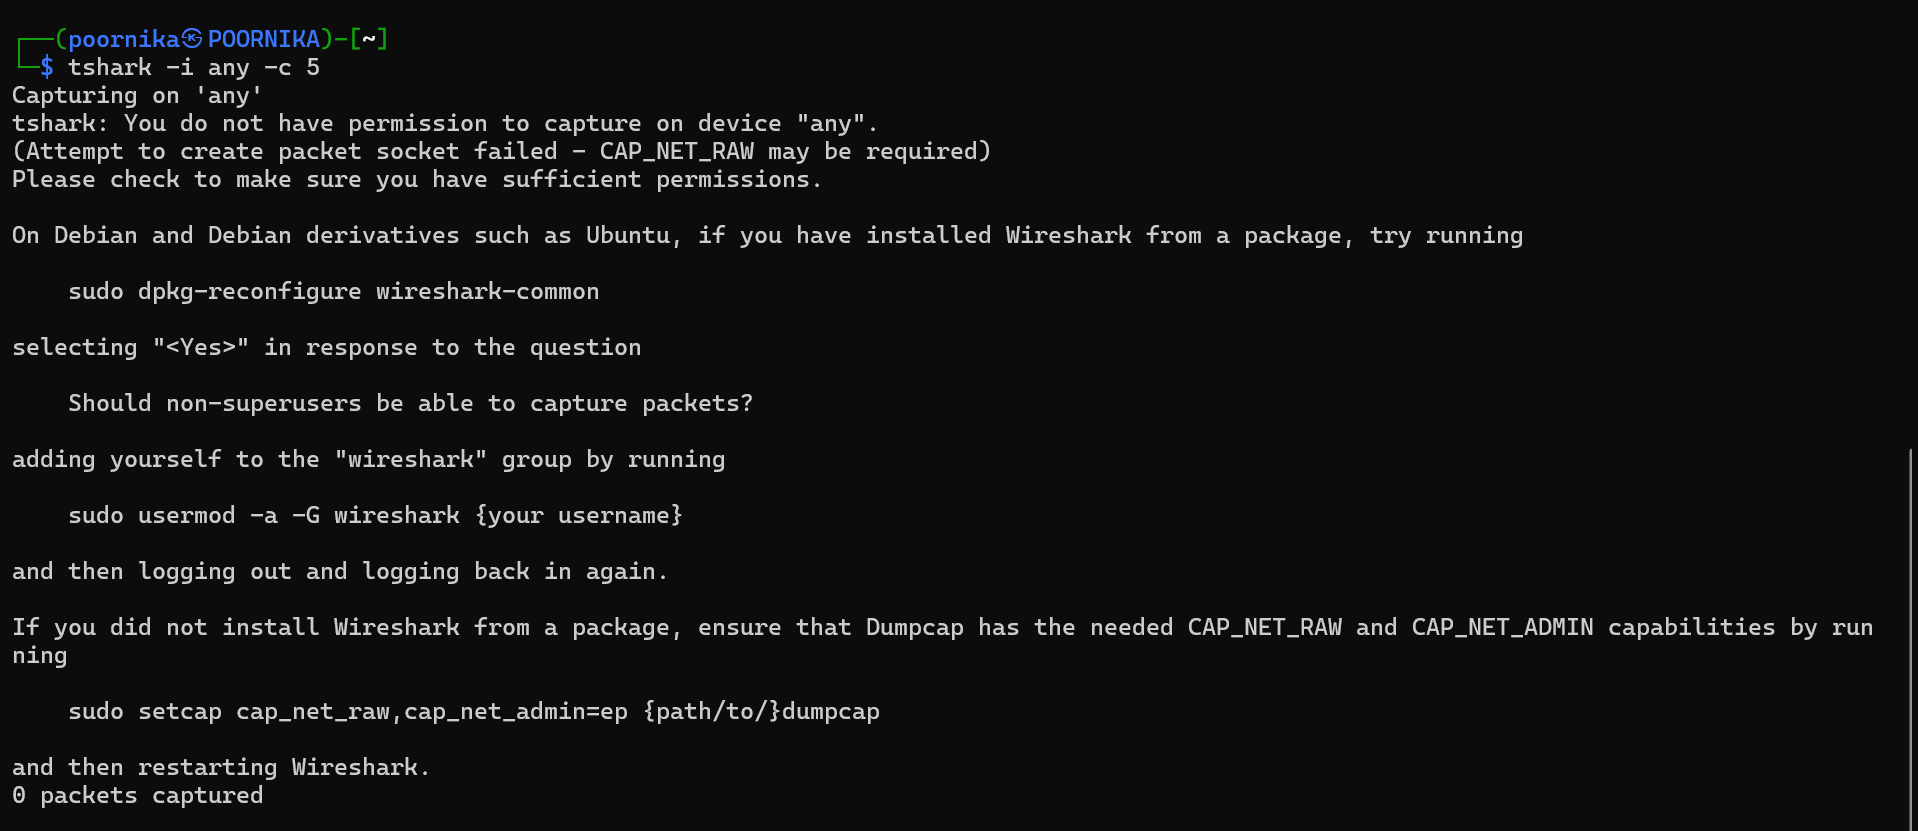 ┌──(poornika㉿POORNIKA)-[~]
└─$ tshark -i any -c 5
Capturing on 'any'
tshark: You do not have permission to capture on device "any".
(Attempt to create packet socket failed - CAP_NET_RAW may be required)
Please check to make sure you have sufficient permissions.

On Debian and Debian derivatives such as Ubuntu, if you have installed Wireshark from a package, try running

    sudo dpkg-reconfigure wireshark-common

selecting "<Yes>" in response to the question

    Should non-superusers be able to capture packets?

adding yourself to the "wireshark" group by running

    sudo usermod -a -G wireshark {your username}

and then logging out and logging back in again.

If you did not install Wireshark from a package, ensure that Dumpcap has the needed CAP_NET_RAW and CAP_NET_ADMIN capabilities by run
ning

    sudo setcap cap_net_raw,cap_net_admin=ep {path/to/}dumpcap

and then restarting Wireshark.
0 packets captured